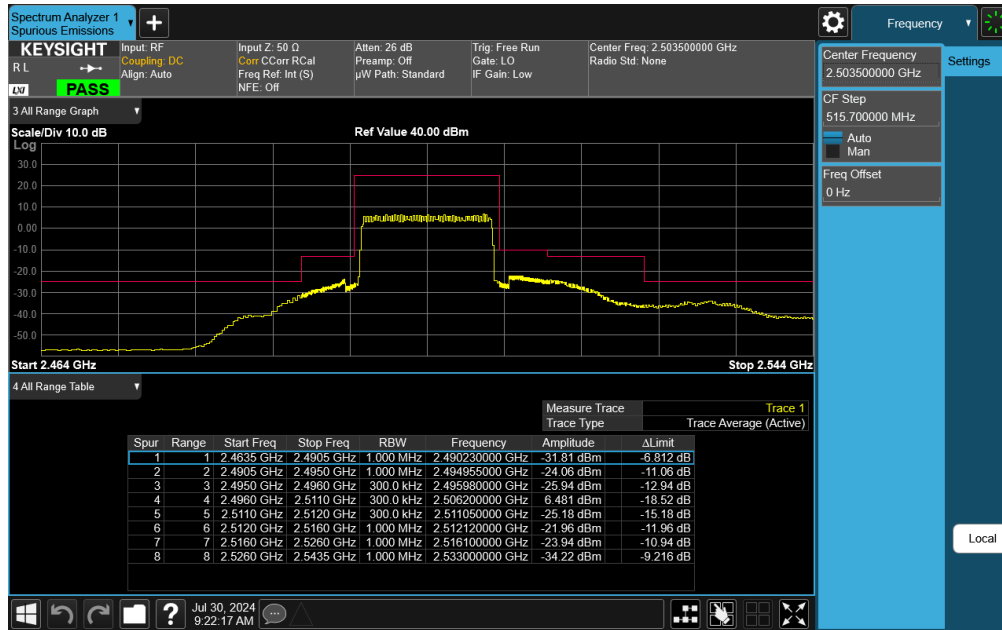 Spectrum Analyzer 1
Spurious Emissions
▼
+
Frequency ▼
KEYSIGHT
R L
LXI
PASS
Input: RF
Coupling: DC
Align: Auto
Input Z: 50 Ω
Corr CCorr RCal
Freq Ref: Int (S)
NFE: Off
Atten: 26 dB
Preamp: Off
µW Path: Standard
Trig: Free Run
Gate: LO
IF Gain: Low
Center Freq: 2.503500000 GHz
Radio Std: None
Center Frequency
2.503500000 GHz
Settings
CF Step
515.700000 MHz
Auto
Man
Freq Offset
0 Hz
Local
3 All Range Graph ▼
Scale/Div 10.0 dB Ref Value 40.00 dBm
Log
30.0
20.0
10.0
0.00
-10.0
-20.0
-30.0
-40.0
-50.0
Start 2.464 GHz Stop 2.544 GHz
4 All Range Table ▼
Measure Trace Trace 1
Trace Type Trace Average (Active)
Spur Range Start Freq Stop Freq RBW Frequency Amplitude ΔLimit
1 1 2.4635 GHz 2.4905 GHz 1.000 MHz 2.490230000 GHz -31.81 dBm -6.812 dB
2 2 2.4905 GHz 2.4950 GHz 1.000 MHz 2.494955000 GHz -24.06 dBm -11.06 dB
3 3 2.4950 GHz 2.4960 GHz 300.0 kHz 2.495980000 GHz -25.94 dBm -12.94 dB
4 4 2.4960 GHz 2.5110 GHz 300.0 kHz 2.506200000 GHz 6.481 dBm -18.52 dB
5 5 2.5110 GHz 2.5120 GHz 300.0 kHz 2.511050000 GHz -25.18 dBm -15.18 dB
6 6 2.5120 GHz 2.5160 GHz 1.000 MHz 2.512120000 GHz -21.96 dBm -11.96 dB
7 7 2.5160 GHz 2.5260 GHz 1.000 MHz 2.516100000 GHz -23.94 dBm -10.94 dB
8 8 2.5260 GHz 2.5435 GHz 1.000 MHz 2.533000000 GHz -34.22 dBm -9.216 dB
?
Jul 30, 2024
9:22:17 AM